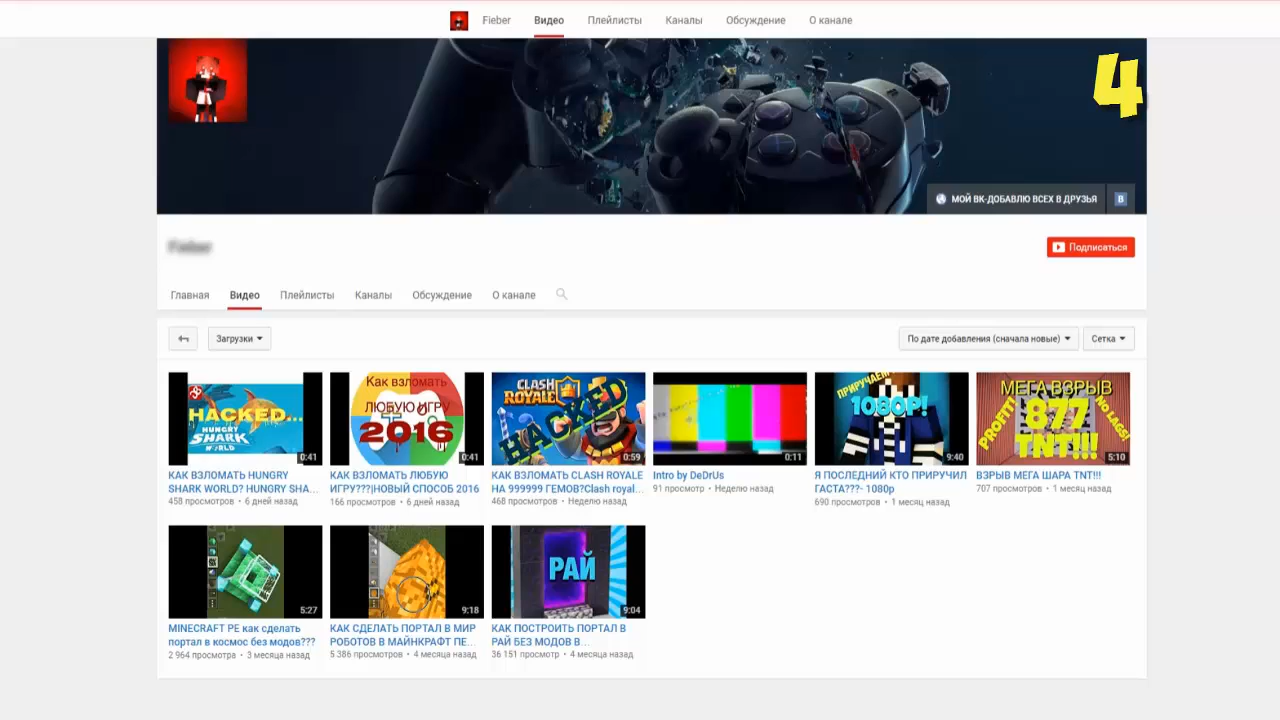 Fieber Видео Плейлисты Каналы Обсуждение О канале
4
МОЙ ВК-ДОБАВЛЮ ВСЕХ В ДРУЗЬЯ В
Подписаться
Главная Видео Плейлисты Каналы Обсуждение О канале
Загрузки По дате добавления (сначала новые) Сетка
HACKED...
HUNGRY
SHARK
WORLD
0:41
КАК ВЗЛОМАТЬ HUNGRY
SHARK WORLD? HUNGRY SHA...
458 просмотров • 6 дней назад
Как взломать
ЛЮБУЮ ИГРУ
2016
0:41
КАК ВЗЛОМАТЬ ЛЮБУЮ
ИГРУ???|НОВЫЙ СПОСОБ 2016
166 просмотров • 6 дней назад
CLASH
ROYALE
HACKED
0:59
КАК ВЗЛОМАТЬ CLASH ROYALE
НА 999999 ГЕМОВ?Clash royal...
468 просмотров • Неделю назад
0:11
Intro by DeDrUs
91 просмотр • Неделю назад
ПРИРУЧАЕМ
1080P!
9:40
Я ПОСЛЕДНИЙ КТО ПРИРУЧИЛ
ГАСТА???- 1080p
690 просмотров • 1 месяц назад
МЕГА ВЗРЫВ
PROFIT!
877
TNT!!!
NO LAGS!
5:10
ВЗРЫВ МЕГА ШАРА TNT!!!
707 просмотров • 1 месяц назад
5:27
MINECRAFT PE как сделать
портал в космос без модов???
2 964 просмотра • 3 месяца назад
9:18
КАК СДЕЛАТЬ ПОРТАЛ В МИР
РОБОТОВ В МАЙНКРАФТ ПЕ...
5 386 просмотров • 4 месяца назад
РАЙ
9:04
КАК ПОСТРОИТЬ ПОРТАЛ В
РАЙ БЕЗ МОДОВ В...
36 151 просмотр • 4 месяца назад